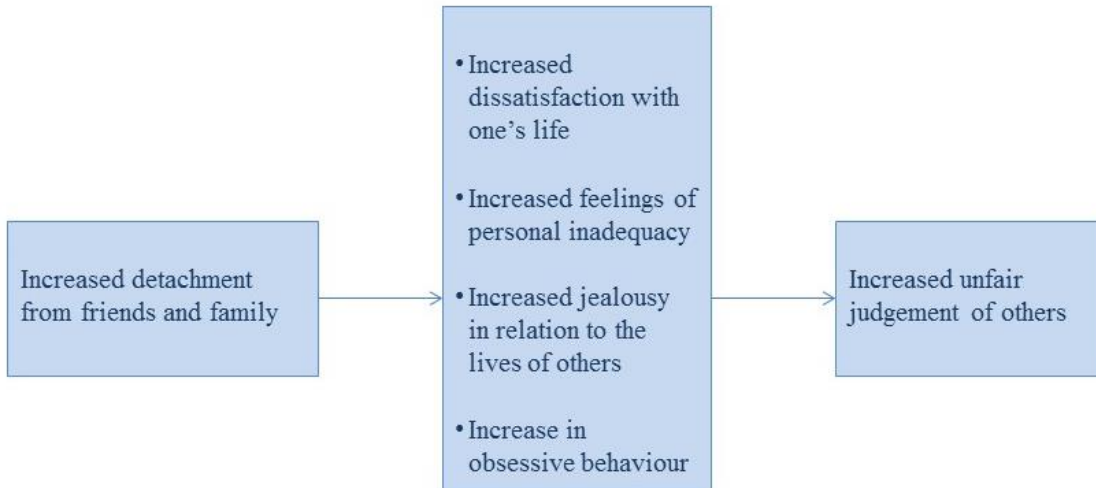 Increased detachment
from friends and family
• Increased
dissatisfaction with
one's life
• Increased feelings of
personal inadequacy
• Increased jealousy
in relation to the
lives of others
• Increase in
obsessive behaviour
Increased unfair
judgement of others